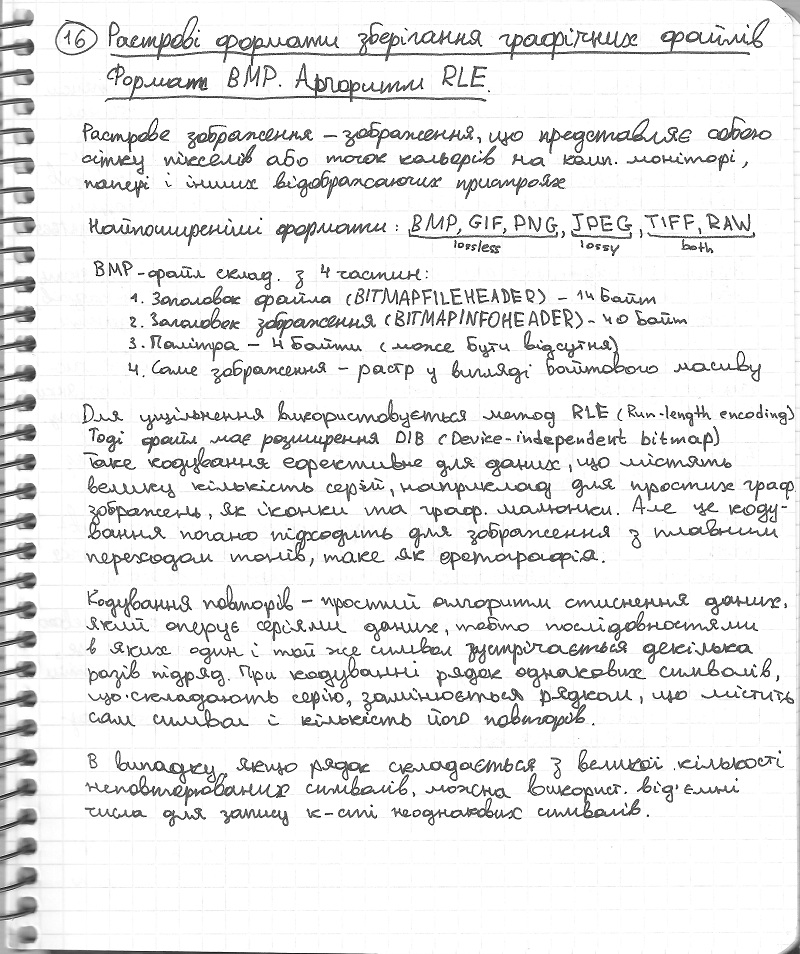 16 Растрові формати зберігання графічних файлів
Формат BMP. Алгоритм RLE.
Растрове зображення – зображення, що представляє собою
сітку пікселів або точок кольорів на комп. моніторі,
папері і інших відображаючих пристроях
Найпоширеніші формати: BMP, GIF, PNG, JPEG, TIFF, RAW
lossless lossy both
BMP-файл склад. з 4 частин:
1. Заголовок файла (BITMAPFILEHEADER) – 14 байт
2. Заголовок зображення (BITMAPINFOHEADER) – 40 байт
3. Палітра – 4 байти (може бути відсутня)
4. Саме зображення – растр у вигляді байтового масиву
Для ущільнення використовується метод RLE (Run-length encoding)
Тоді файл має розширення DIB (Device-independent bitmap)
Таке кодування ефективне для даних, що містять
велику кількість серій, наприклад для простих граф.
зображень, як іконки та граф. малюнки. Але це коду-
вання погано підходить для зображення з плавним
переходом тонів, таке як фотографія.
Кодування повторів – простий алгоритм стиснення даних,
який оперує серіями даних, тобто послідовностями
в яких один і той же символ зустрічається декілька
разів підряд. При кодуванні рядок однакових символів,
що складають серію, замінюється рядком, що містить
сам символ і кількість його повторів.
В випадку, якщо рядок складається з великої кількості
неповторюваних символів, можна використ. від'ємні
числа для запису к-сті неоднакових символів.